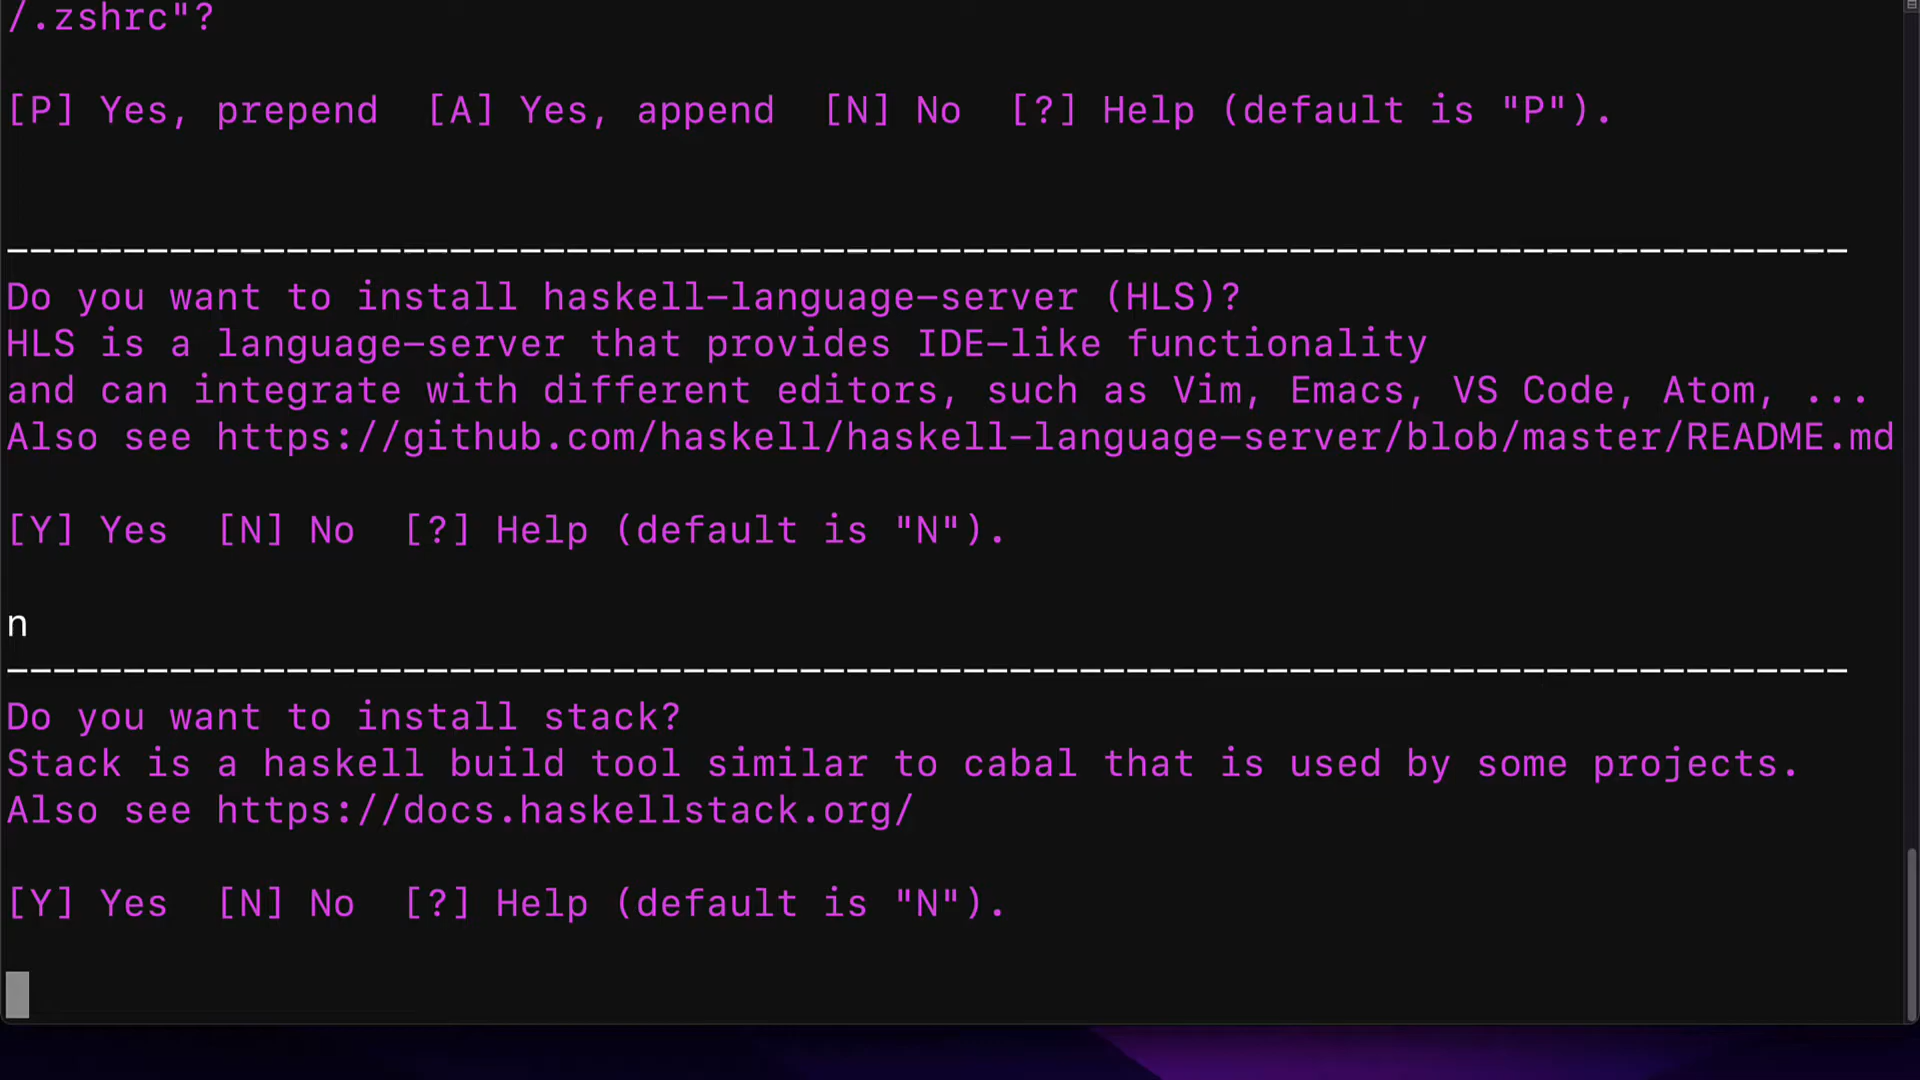 /.zshrc"?
[P] Yes, prepend  [A] Yes, append  [N] No  [?] Help (default is "P").
--------------------------------------------------------------------------------
Do you want to install haskell-language-server (HLS)?
HLS is a language-server that provides IDE-like functionality
and can integrate with different editors, such as Vim, Emacs, VS Code, Atom, ...
Also see https://github.com/haskell/haskell-language-server/blob/master/README.md
[Y] Yes  [N] No  [?] Help (default is "N").
n
--------------------------------------------------------------------------------
Do you want to install stack?
Stack is a haskell build tool similar to cabal that is used by some projects.
Also see https://docs.haskellstack.org/
[Y] Yes  [N] No  [?] Help (default is "N").